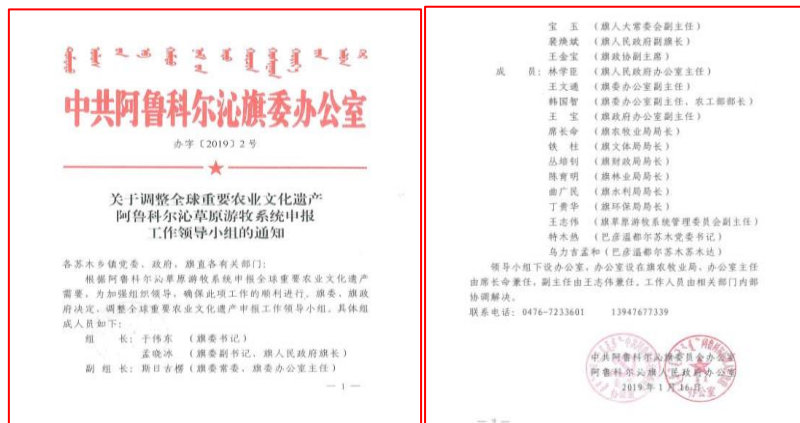 中共阿鲁科尔沁旗委办公室
办字〔2019〕2号
关于调整全球重要农业文化遗产
阿鲁科尔沁草原游牧系统申报
工作领导小组的通知
各苏木乡镇党委、政府，旗直各有关部门：
根据阿鲁科尔沁草原游牧系统申报全球重要农业文化遗产
需要，为加强组织领导，确保此项工作的顺利进行，旗委、旗政
府决定，调整全球重要农业文化遗产申报工作领导小组。具体组
成人员如下：
组 长：于伟东 （旗委书记）
孟晓冰 （旗委副书记、旗人民政府旗长）
副 组 长：斯日古楞（旗委常委、旗委办公室主任）
— 1 —
宝 玉 （旗人大常委会副主任）
裴焕斌 （旗人民政府副旗长）
王金宝 （旗政协副主席）
成 员：林学臣 （旗人民政府办公室主任）
王文通 （旗委办公室副主任）
韩国智 （旗委办公室副主任、农工部部长）
王 宝 （旗政府办公室副主任）
席长命 （旗农牧业局局长）
铁 柱 （旗文体局局长）
丛培钊 （旗财政局局长）
陈育明 （旗林业局局长）
曲广民 （旗水利局局长）
丁贵华 （旗环保局局长）
王志伟 （旗草原游牧系统管理委员会副主任）
特木热 （巴彦温都尔苏木党委书记）
乌力吉孟和（巴彦温都尔苏木苏木达）
领导小组下设办公室，办公室设在旗农牧业局，办公室主任
由席长命兼任，副主任由王志伟兼任，工作人员由相关部门内部
协调解决。
联系电话：0476-7233601 13947677339
中共阿鲁科尔沁旗委员会办公室
阿鲁科尔沁旗人民政府办公室
2019年1月16日
— 2 —